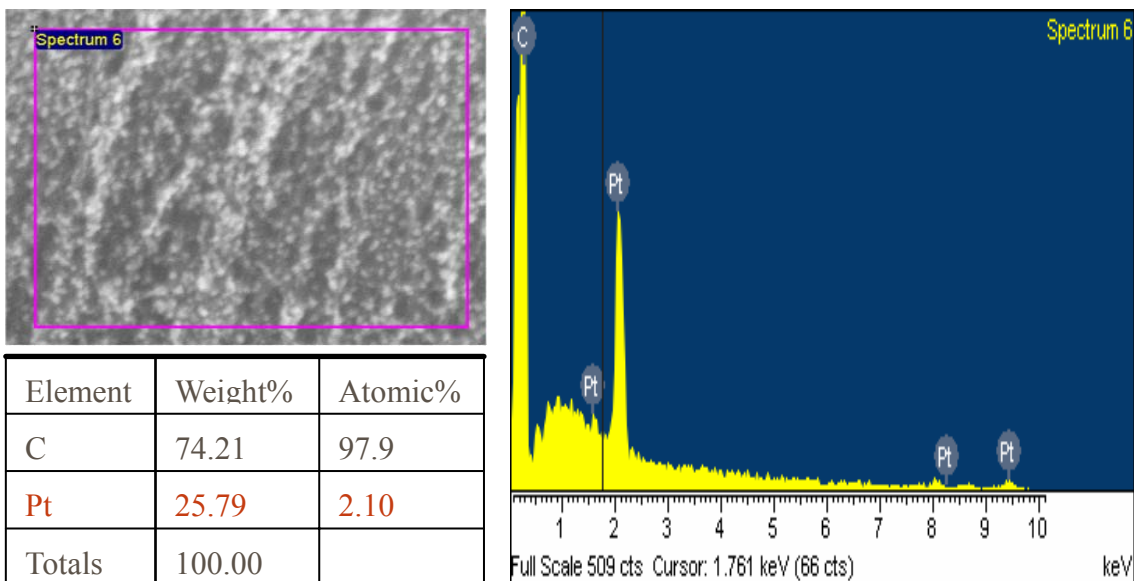 Spectrum 6
Element Weight% Atomic%
C 74.21 97.9
Pt 25.79 2.10
Totals 100.00
Spectrum 6
C
Pt
Pt
Pt
Pt
1 2 3 4 5 6 7 8 9 10
Full Scale 509 cts Cursor: 1.761 keV (66 cts) keV